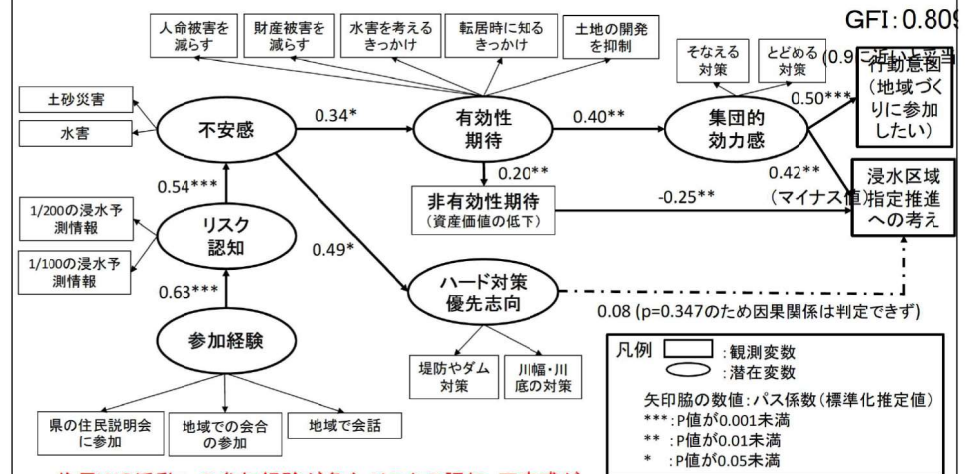 GFI:0.809
(0.9に近いと妥当
人命被害を
減らす
財産被害を
減らす
水害を考える
きっかけ
転居時に知る
きっかけ
土地の開発
を抑制
そなえる
対策
とどめる
対策
行動意図
(地域づく
りに参加
したい)
土砂災害
水害
不安感
0.34*
有効性
期待
0.40**
集団的
効力感
0.50***
0.42**
(マイナス値)
0.20**
非有効性期待
(資産価値の低下)
-0.25**
浸水区域
指定推進
への考え
0.54***
1/200の浸水予
測情報
1/100の浸水予
測情報
リスク
認知
0.49*
0.63***
ハード対策
優先志向
0.08 (p=0.347のため因果関係は判定できず)
参加経験
堤防やダム
対策
川幅・川
底の対策
県の住民説明会
に参加
地域での会合
の参加
地域で会話
凡例
:観測変数
:潜在変数
矢印脇の数値:パス係数(標準化推定値)
***:P値が0.001未満
** :P値が0.01未満
* :P値が0.05未満